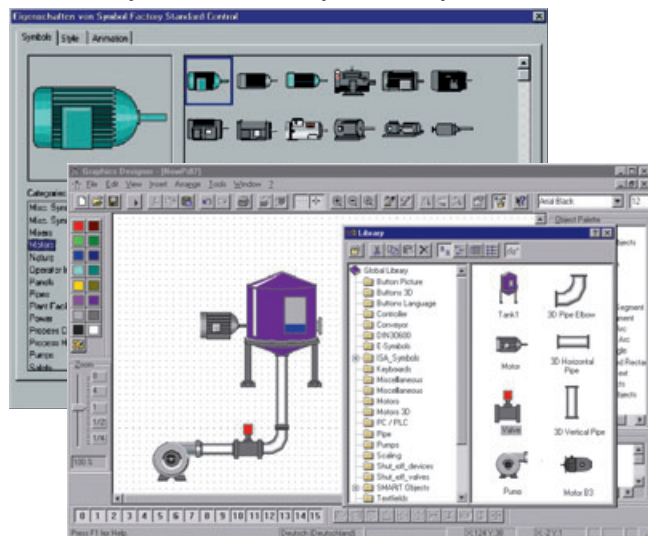 Eigenschaften von Symbol Factory Standard Control
Symbols Style Animation
Categories
Misc. Sym
Misc. Sym
Mixers
Motors
Nature
Operator In
Panels
Pipes
Plant Facil
Power
Process C
Process H
Pumps
Safety
Graphics Designer - [NewPdl7]
File Edit View Insert Arrange Tools Window ?
Arial Black 12
Object Palette
Library
Global Library
Button Picture
Buttons 3D
Buttons Language
Controller
Conveyor
DIN30600
E-Symbols
ISA_Symbols
Keyboards
Miscellaneous
Miscellaneous
Motors
Motors 3D
PC / PLC
Pipe
Pumps
Scaling
Shut_off_devices
Shut_off_valves
SMART Objects
Textfields
Tank1
3D Pipe Elbow
Motor
3D Horizontal
Pipe
Valve
3D Vertical Pipe
Pump
Motor B3
Zoom
8
4
1
1/2
1/4
100 %
0 1 2 3 4 5 6 7 8 9 10 11 12 13 14 15
Press F1 for Help.
Deutsch (Deutschland)
X:124 Y:38